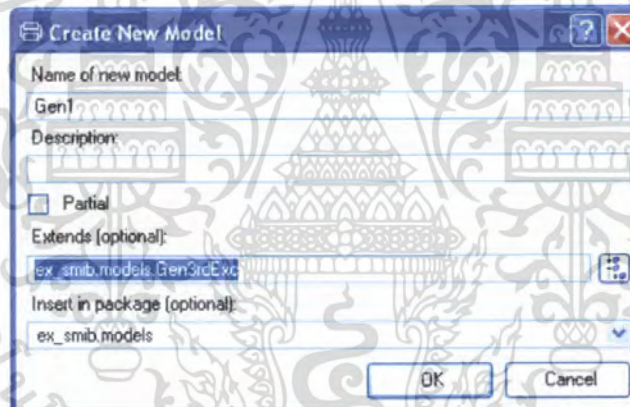 Create New Model
Name of new model:
Gen1
Description:
Partial
Extends (optional):
ex_smib.models.Gen3rdExc
Insert in package (optional):
ex_smib.models
OK Cancel